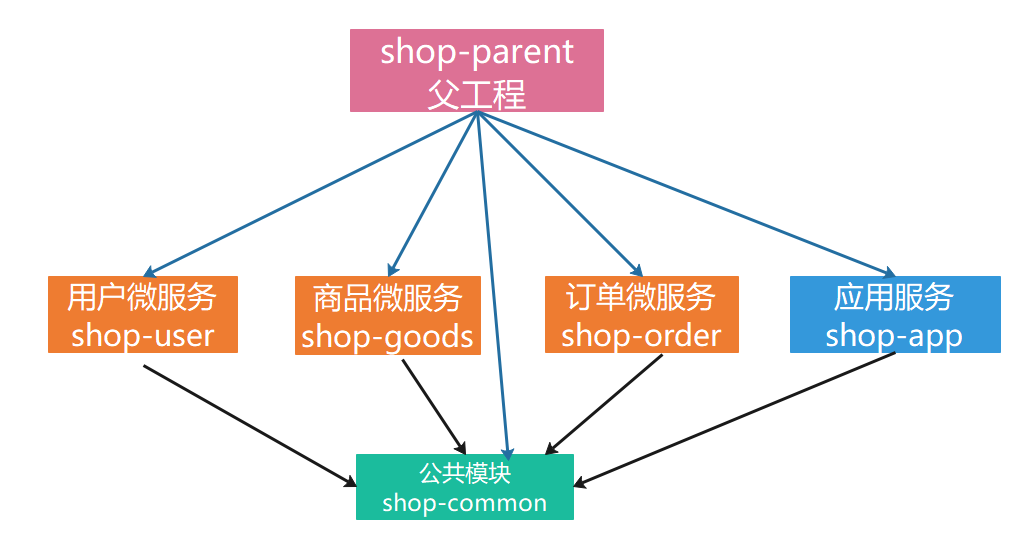 shop-parent
父工程
用户微服务
shop-user
商品微服务
shop-goods
订单微服务
shop-order
应用服务
shop-app
公共模块
shop-common